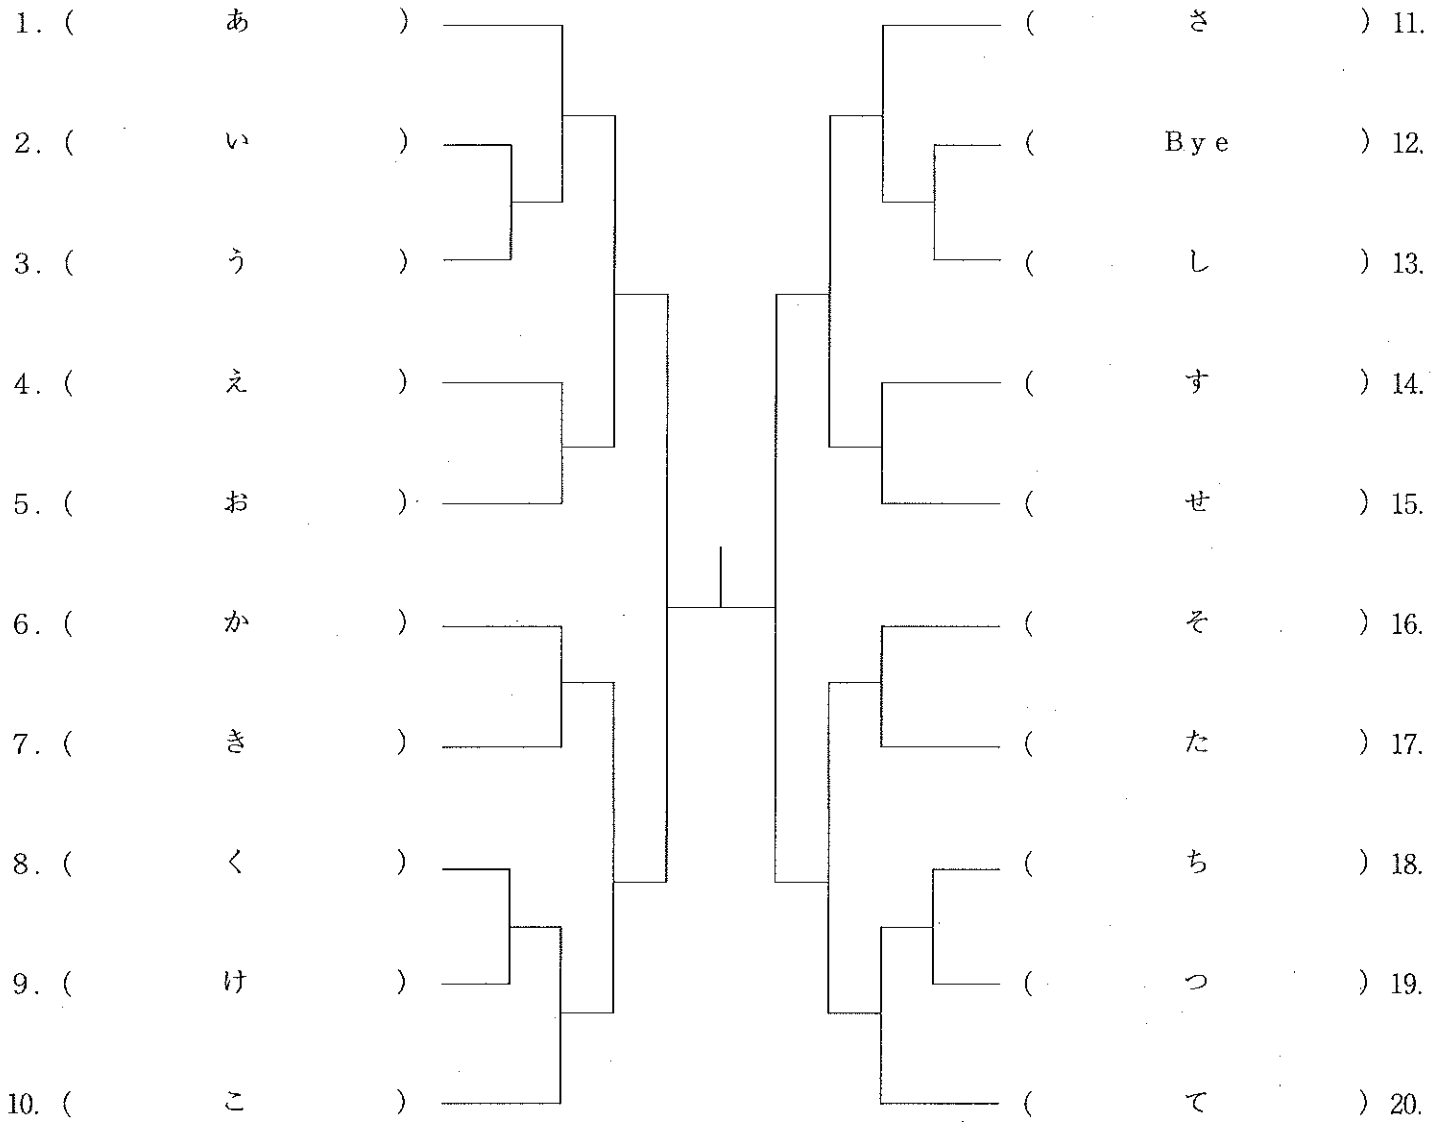 1. ( あ )
2. ( い )
3. ( う )
4. ( え )
5. ( お )
6. ( か )
7. ( き )
8. ( く )
9. ( け )
10. ( こ )
( さ ) 11.
( Bye ) 12.
( し ) 13.
( す ) 14.
( せ ) 15.
( そ ) 16.
( た ) 17.
( ち ) 18.
( つ ) 19.
( て ) 20.